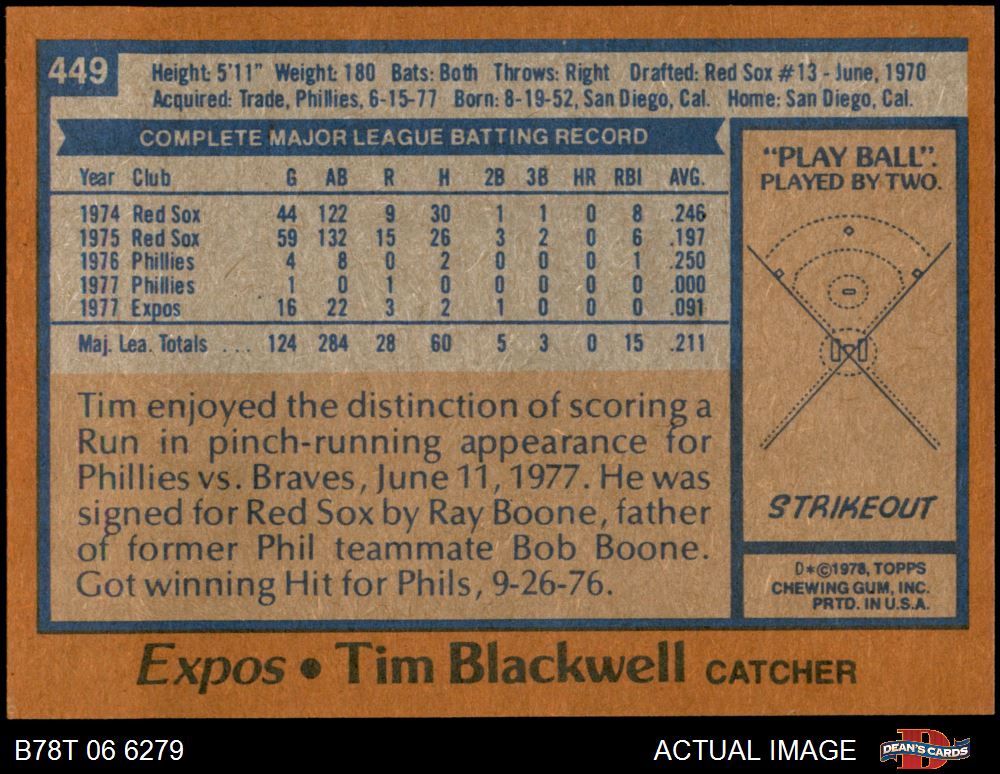 449
Height: 5'11" Weight: 180 Bats: Both Throws: Right Drafted: Red Sox #13 - June, 1970
Acquired: Trade, Phillies, 6-15-77 Born: 8-19-52, San Diego, Cal. Home: San Diego, Cal.
COMPLETE MAJOR LEAGUE BATTING RECORD
Year Club G AB R H 2B 3B HR RBI AVG.
1974 Red Sox 44 122 9 30 1 1 0 8 .246
1975 Red Sox 59 132 15 26 3 2 0 6 .197
1976 Phillies 4 8 0 2 0 0 0 1 .250
1977 Phillies 1 0 1 0 0 0 0 0 .000
1977 Expos 16 22 3 2 1 0 0 0 .091
Maj. Lea. Totals . . . 124 284 28 60 5 3 0 15 .211
Tim enjoyed the distinction of scoring a
Run in pinch-running appearance for
Phillies vs. Braves, June 11, 1977. He was
signed for Red Sox by Ray Boone, father
of former Phil teammate Bob Boone.
Got winning Hit for Phils, 9-26-76.
"PLAY BALL".
PLAYED BY TWO.
STRIKEOUT
D*©1978, TOPPS
CHEWING GUM, INC.
PRTD. IN U.S.A.
Expos • Tim Blackwell CATCHER
B78T 06 6279
ACTUAL IMAGE
DEAN'S CARDS